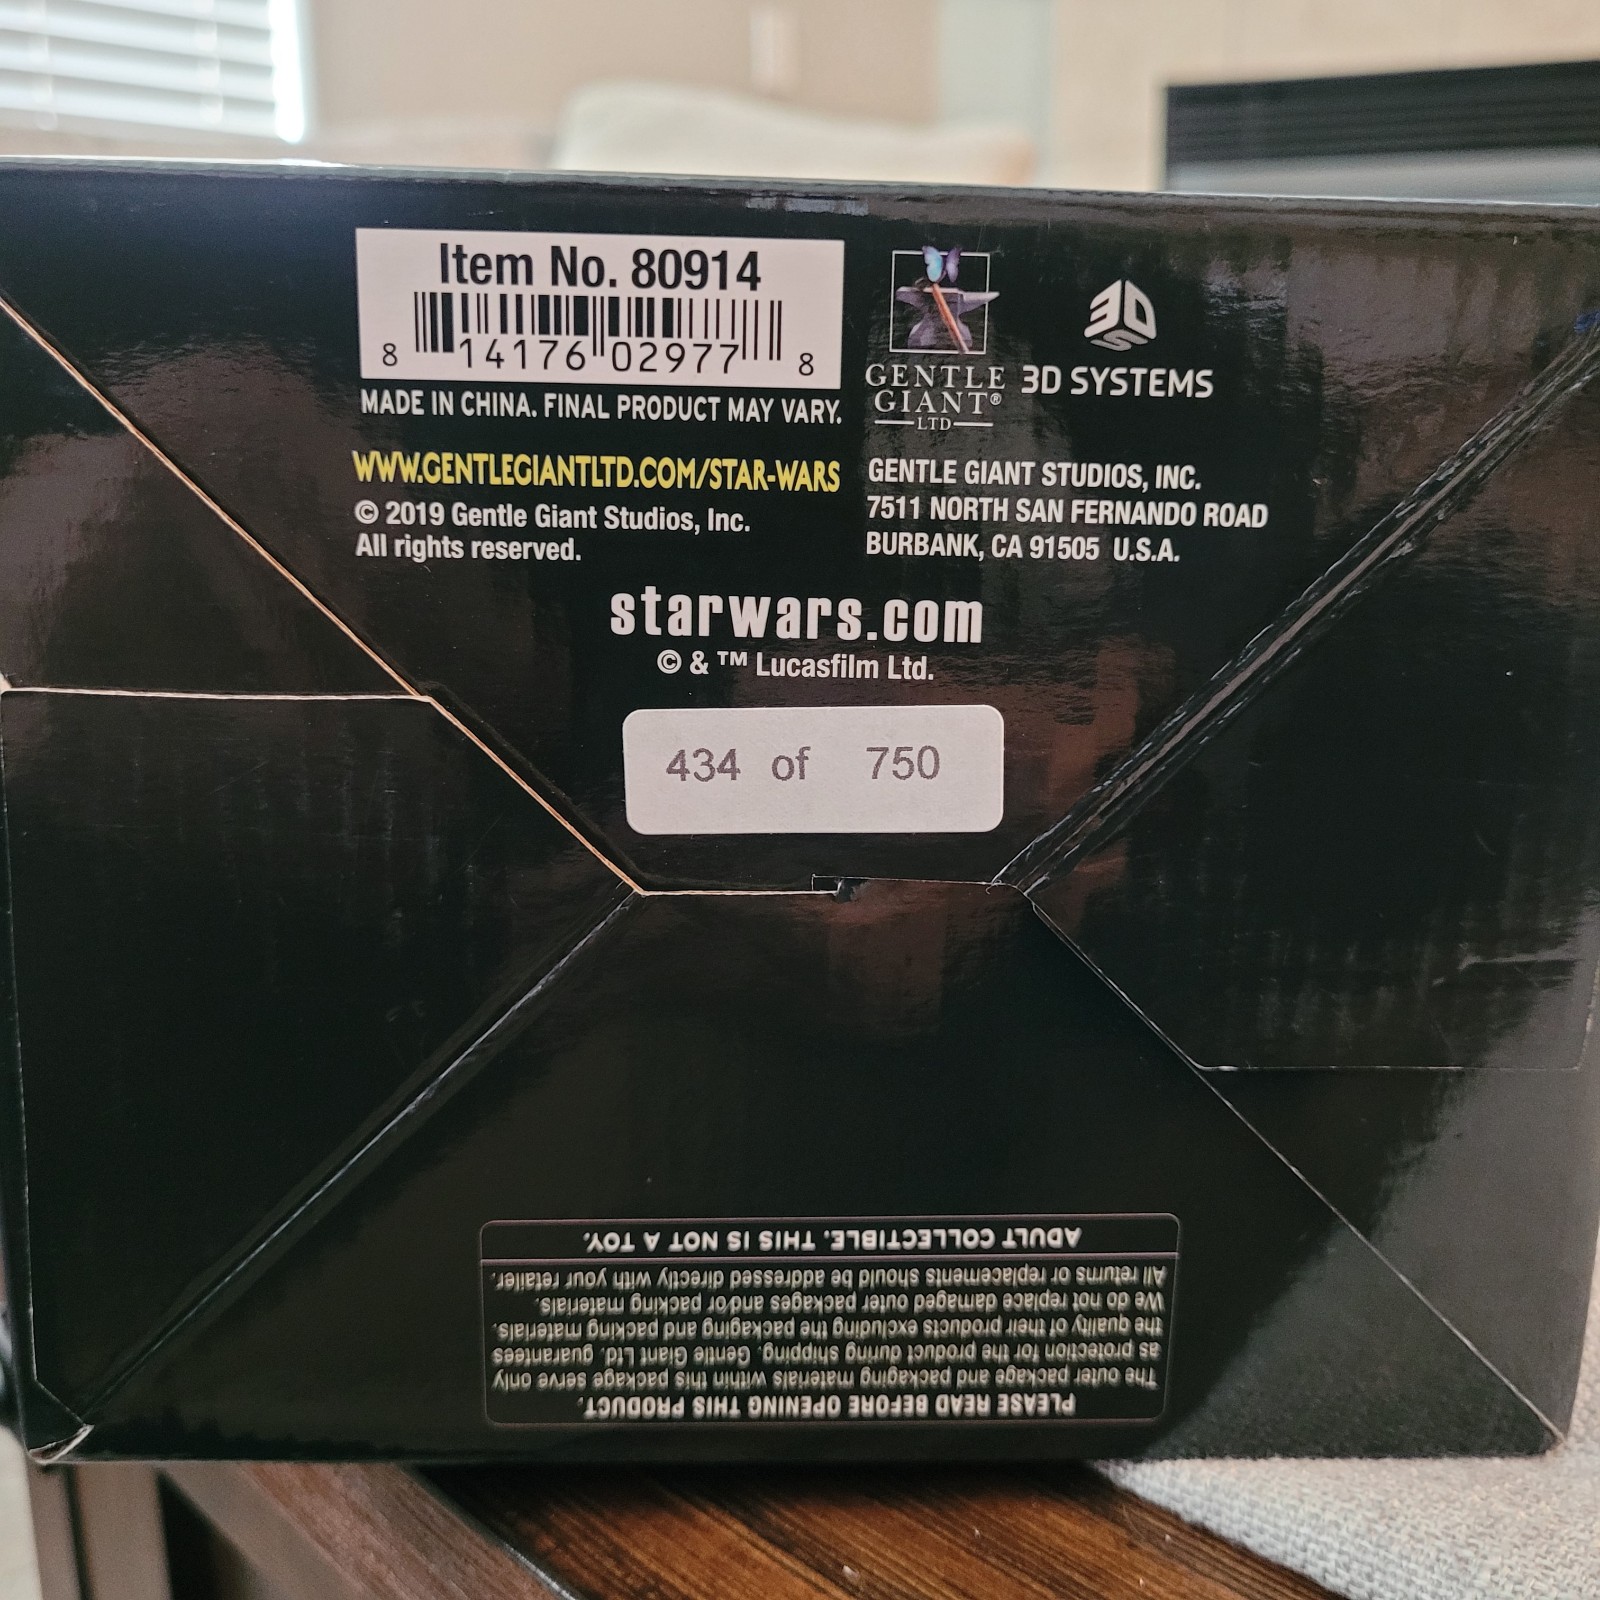 Item No. 80914
8 14176 02977 8
MADE IN CHINA. FINAL PRODUCT MAY VARY.
WWW.GENTLEGIANTLTD.COM/STAR-WARS
© 2019 Gentle Giant Studios, Inc.
All rights reserved.
GENTLE
GIANT®
LTD
3DS
3D SYSTEMS
GENTLE GIANT STUDIOS, INC.
7511 NORTH SAN FERNANDO ROAD
BURBANK, CA 91505 U.S.A.
starwars.com
© & ™ Lucasfilm Ltd.
434 of 750
PLEASE READ BEFORE OPENING THIS PRODUCT.
The outer package and packaging materials within this package serve only
as protection for the product during shipping. Gentle Giant Ltd. guarantees
the quality of their products excluding the packaging and packing materials.
We do not replace damaged outer packages and/or packing materials.
All returns or replacements should be addressed directly with your retailer.
ADULT COLLECTIBLE. THIS IS NOT A TOY.